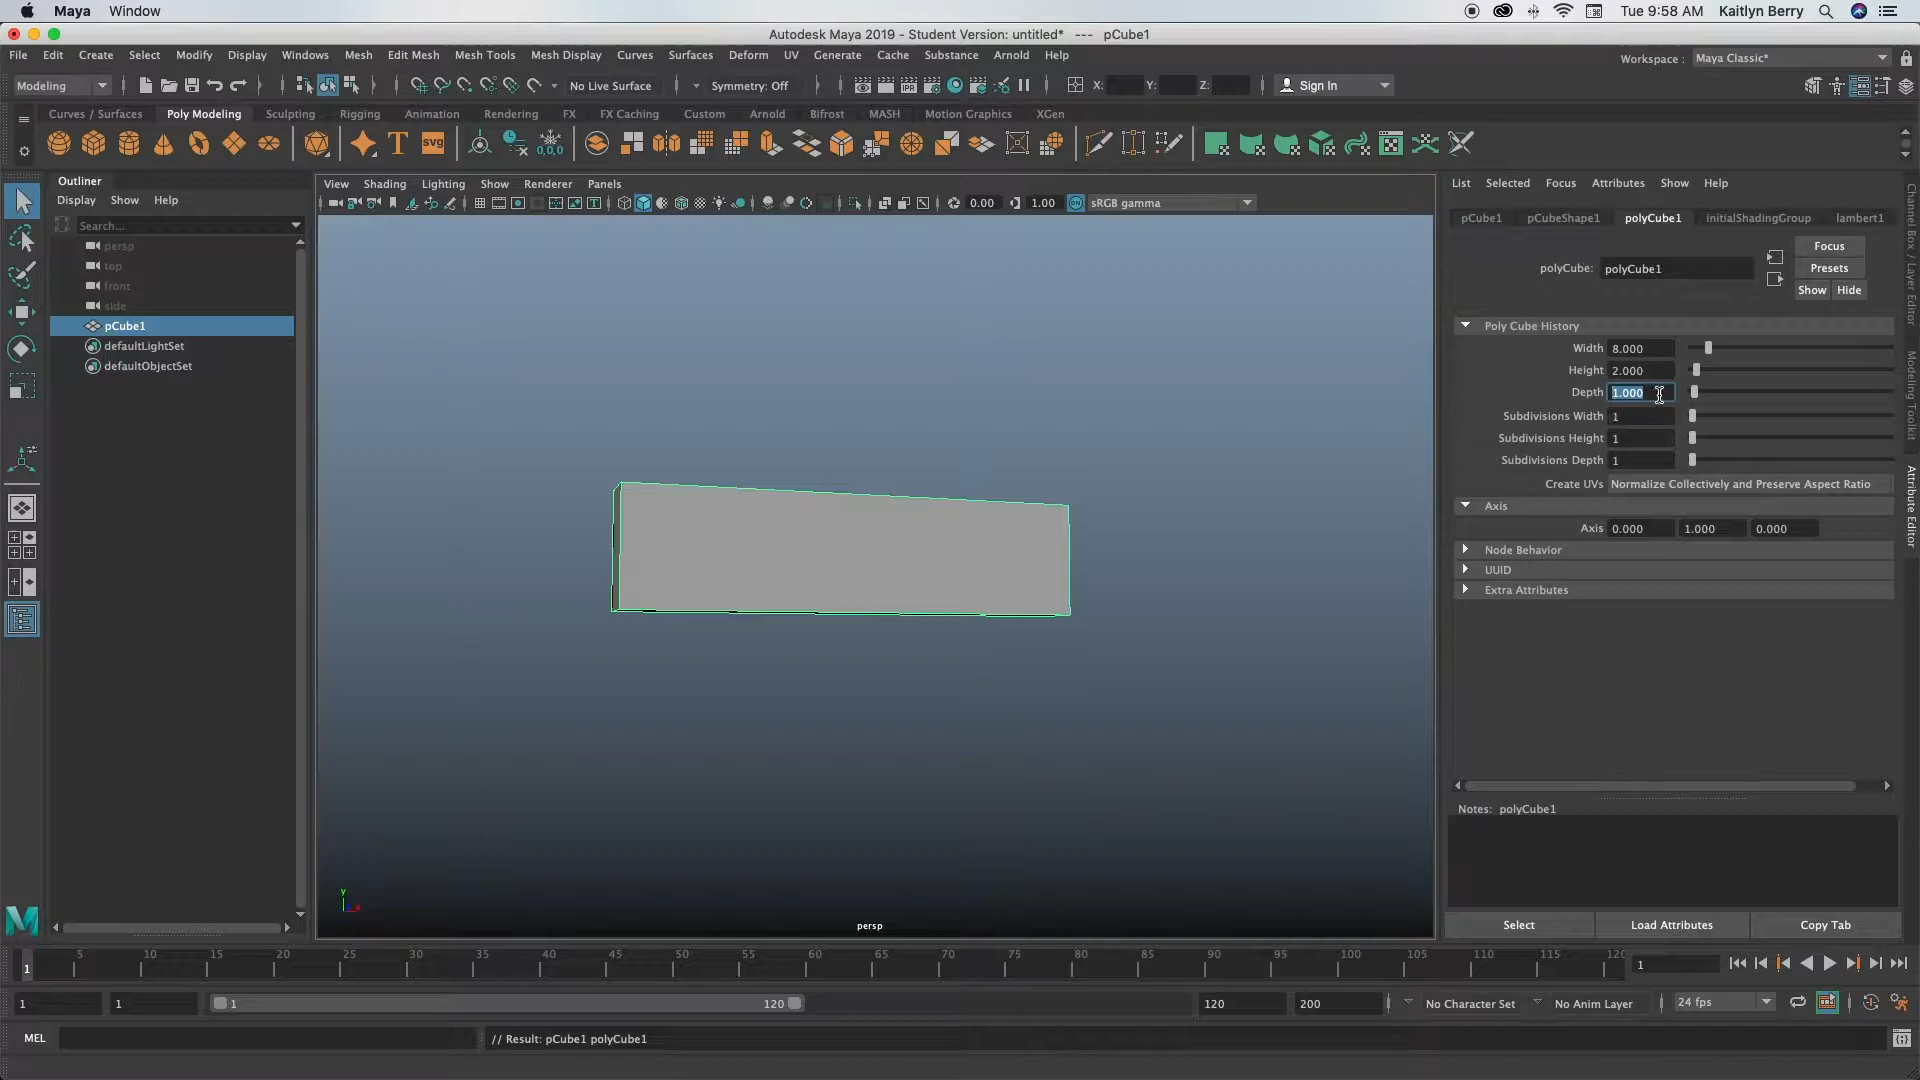 Maya Window Tue 9:58 AM Kaitlyn Berry
Autodesk Maya 2019 - Student Version: untitled* --- pCube1
File Edit Create Select Modify Display Windows Mesh Edit Mesh Mesh Tools Mesh Display Curves Surfaces Deform UV Generate Cache Substance Arnold Help Workspace : Maya Classic*
Modeling No Live Surface Symmetry: Off X: Y: Z: Sign In
Curves / Surfaces Poly Modeling Sculpting Rigging Animation Rendering FX FX Caching Custom Arnold Bifrost MASH Motion Graphics XGen
T SVG 0,0,0
Outliner
Display Show Help
Search...
persp
top
front
side
pCube1
defaultLightSet
defaultObjectSet
View Shading Lighting Show Renderer Panels
0.00 1.00 ON sRGB gamma
y
x
persp
List Selected Focus Attributes Show Help
pCube1 pCubeShape1 polyCube1 initialShadingGroup lambert1
polyCube: polyCube1
Focus
Presets
Show Hide
Poly Cube History
Width 8.000
Height 2.000
Depth 1.000
Subdivisions Width 1
Subdivisions Height 1
Subdivisions Depth 1
Create UVs Normalize Collectively and Preserve Aspect Ratio
Axis
Axis 0.000 1.000 0.000
Node Behavior
UUID
Extra Attributes
Notes: polyCube1
Select Load Attributes Copy Tab
Channel Box / Layer Editor
Modeling Toolkit
Attribute Editor
1 5 10 15 20 25 30 35 40 45 50 55 60 65 70 75 80 85 90 95 100 105 110 115 120 1
1 1 1 120 120 200 No Character Set No Anim Layer 24 fps
MEL // Result: pCube1 polyCube1